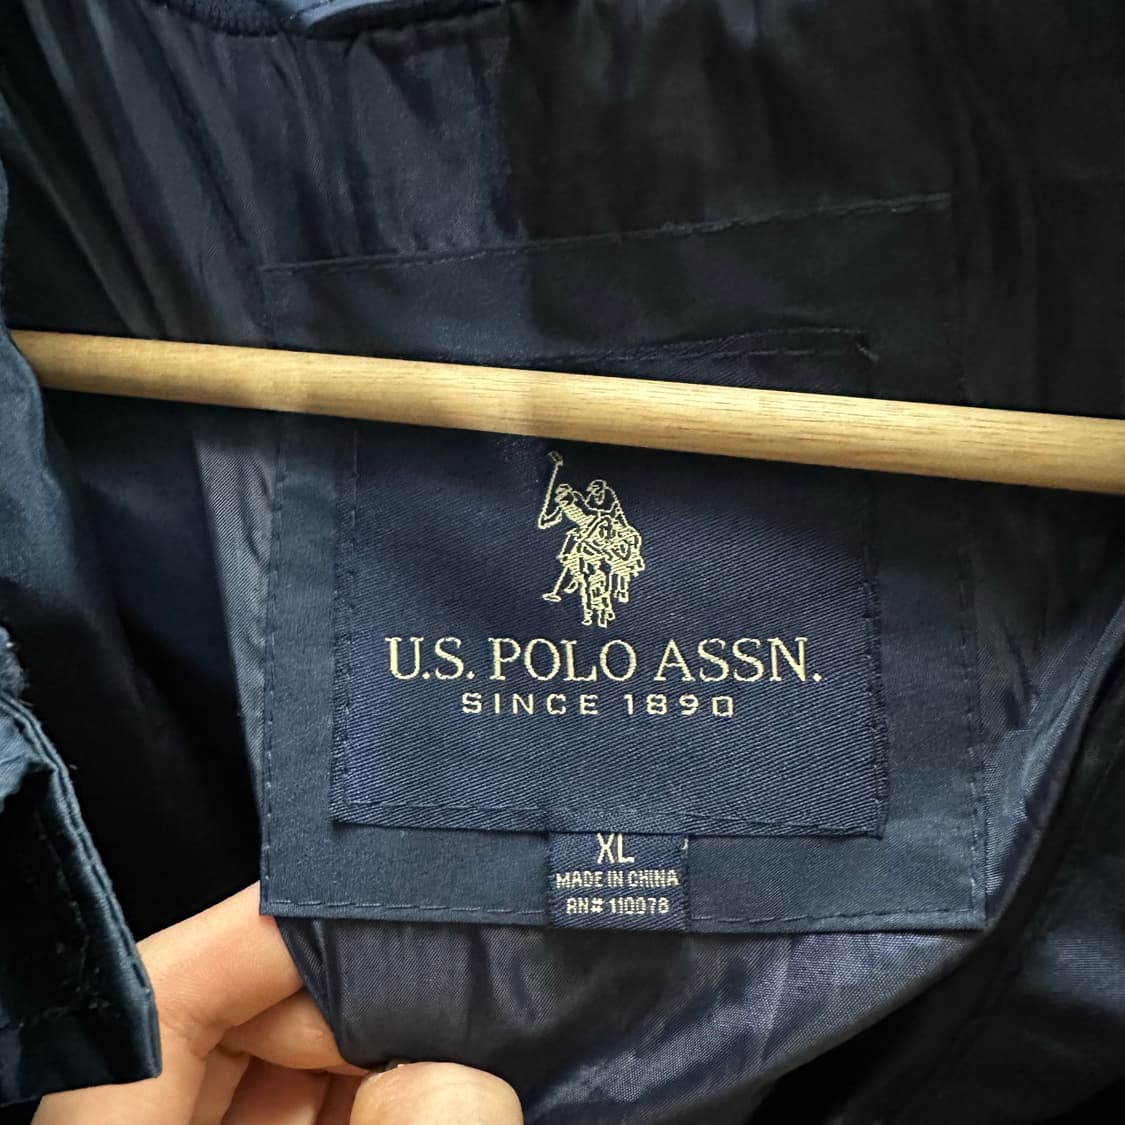 U.S. POLO ASSN.
SINCE 1890
XL
MADE IN CHINA
RN# 110078